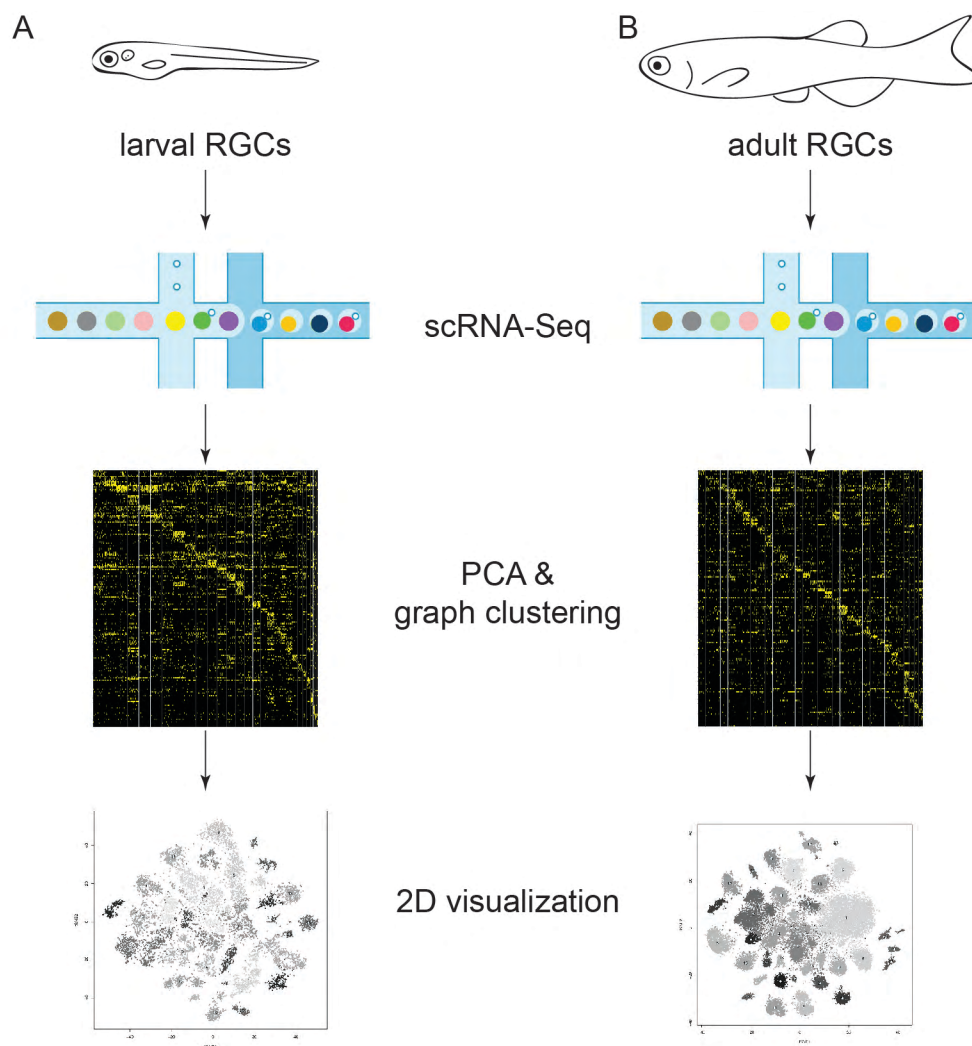 A
B
larval RGCs
adult RGCs
scRNA-Seq
PCA &
graph clustering
2D visualization